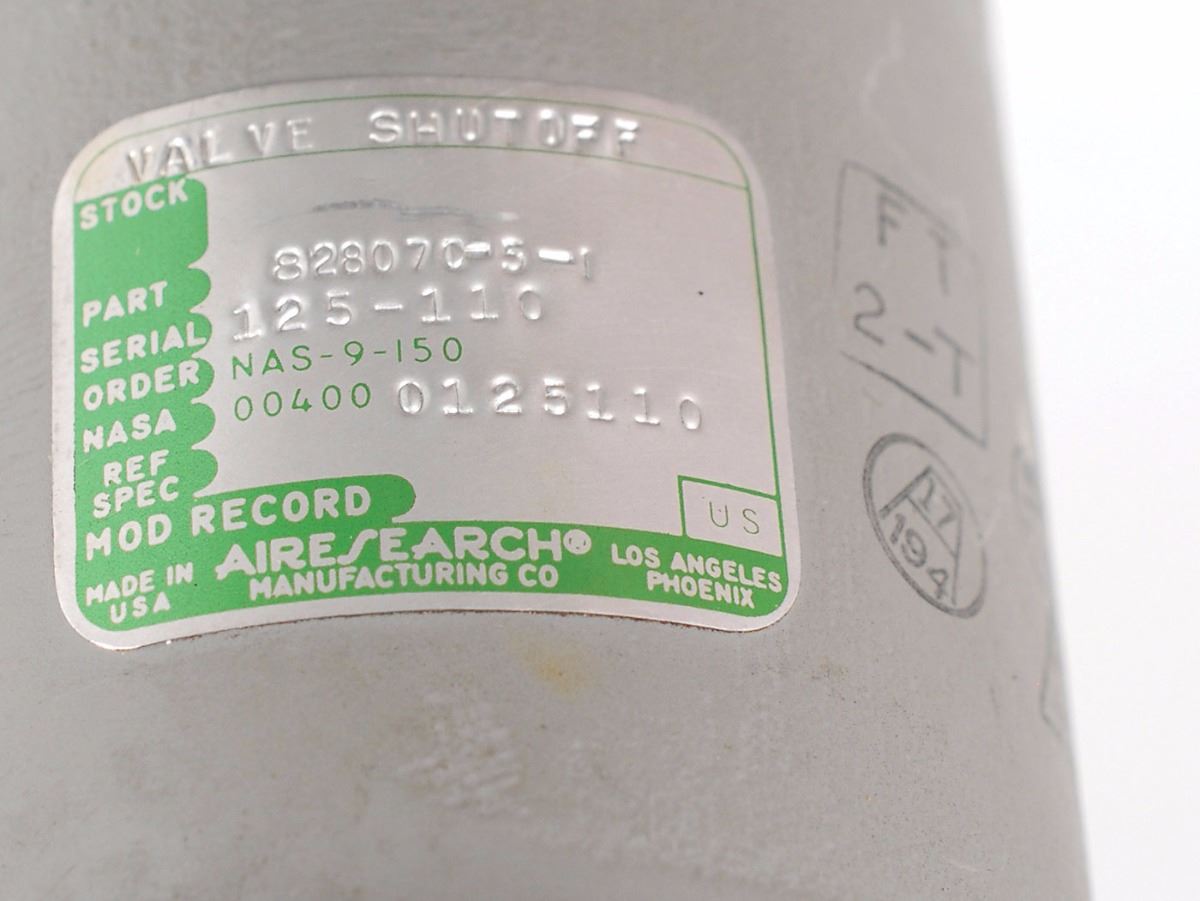 VALVE SHUTOFF
STOCK
PART 828070-5-1
SERIAL 125-110
ORDER NAS-9-150
NASA 00400 0125110
REF
SPEC
MOD RECORD
US
MADE IN
USA
AIRESEARCH®
MANUFACTURING CO
LOS ANGELES
PHOENIX
FT
2-T
17
194